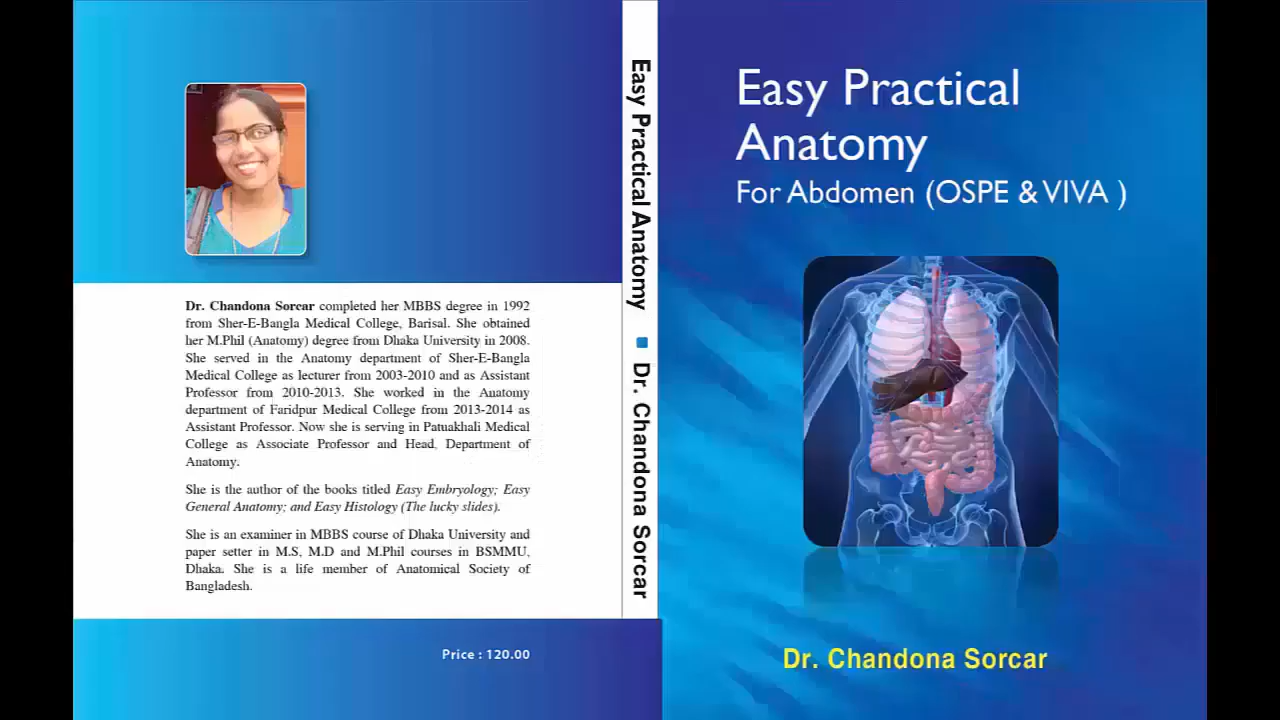 Dr. Chandona Sorcar completed her MBBS degree in 1992
from Sher-E-Bangla Medical College, Barisal. She obtained
her M.Phil (Anatomy) degree from Dhaka University in 2008.
She served in the Anatomy department of Sher-E-Bangla
Medical College as lecturer from 2003-2010 and as Assistant
Professor from 2010-2013. She worked in the Anatomy
department of Faridpur Medical College from 2013-2014 as
Assistant Professor. Now she is serving in Patuakhali Medical
College as Associate Professor and Head, Department of
Anatomy.
She is the author of the books titled Easy Embryology; Easy
General Anatomy; and Easy Histology (The lucky slides).
She is an examiner in MBBS course of Dhaka University and
paper setter in M.S, M.D and M.Phil courses in BSMMU,
Dhaka. She is a life member of Anatomical Society of
Bangladesh.
Price : 120.00
Easy Practical Anatomy ■ Dr. Chandona Sorcar
Easy Practical
Anatomy
For Abdomen (OSPE & VIVA )
Dr. Chandona Sorcar